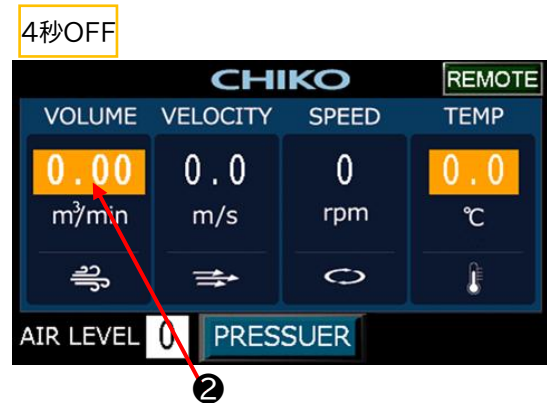 4秒OFF
CHIKO REMOTE
VOLUME VELOCITY SPEED TEMP
0.00 0.0 0 0.0
m³/min m/s rpm ℃
AIR LEVEL 0 PRESSUER
❷